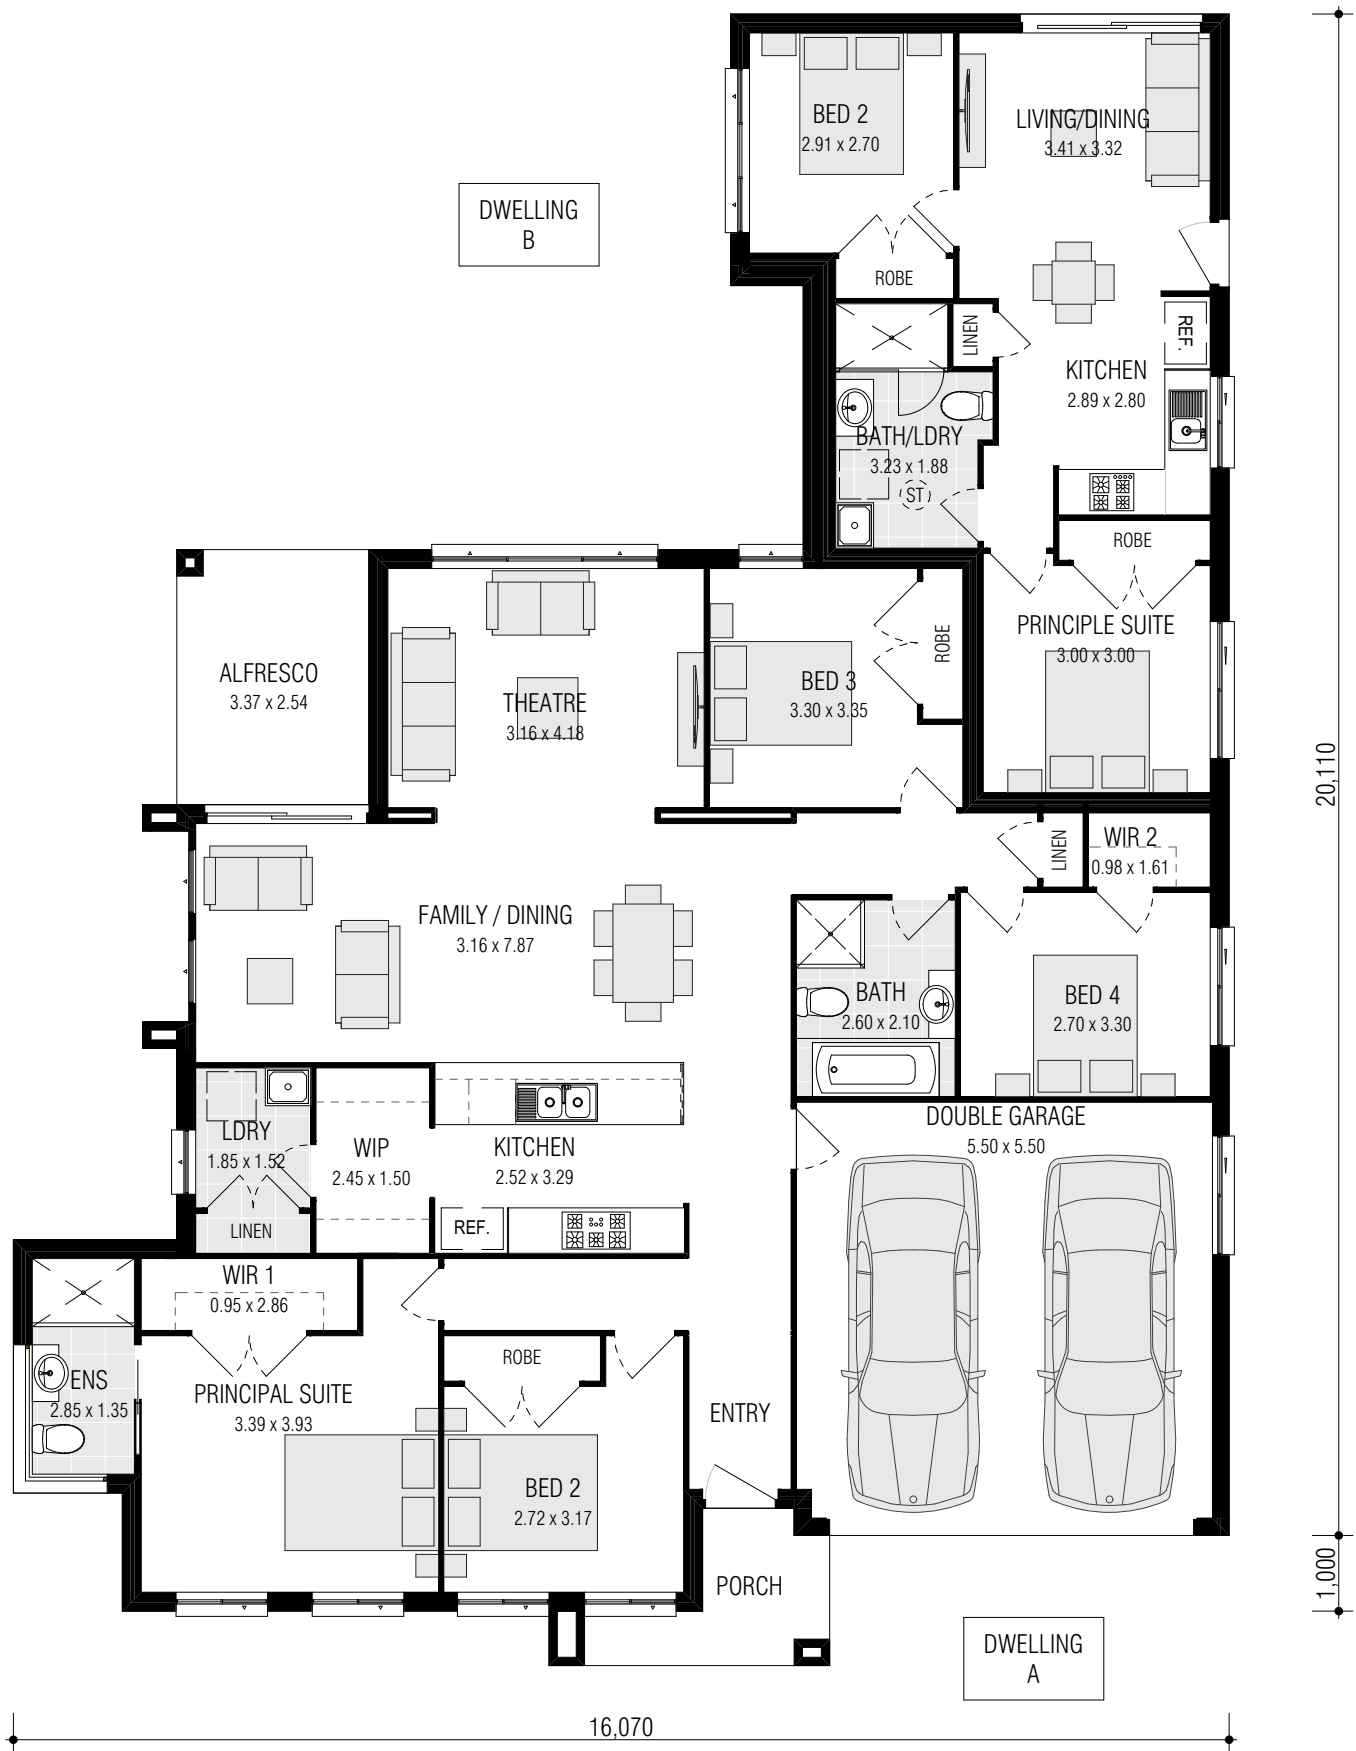 BED 2
2.91 x 2.70
LIVING/DINING
3.41 x 3.32
DWELLING
B
ROBE
LINEN
REF.
KITCHEN
2.89 x 2.80
BATH/LDRY
3.23 x 1.88
ST
ROBE
PRINCIPLE SUITE
3.00 x 3.00
ALFRESCO
3.37 x 2.54
THEATRE
3.16 x 4.18
BED 3
3.30 x 3.35
ROBE
20,110
LINEN
WIR 2
0.98 x 1.61
FAMILY / DINING
3.16 x 7.87
BATH
2.60 x 2.10
BED 4
2.70 x 3.30
LDRY
1.85 x 1.52
WIP
2.45 x 1.50
KITCHEN
2.52 x 3.29
DOUBLE GARAGE
5.50 x 5.50
LINEN
REF.
WIR 1
0.95 x 2.86
ROBE
ENS
2.85 x 1.35
PRINCIPAL SUITE
3.39 x 3.93
ENTRY
BED 2
2.72 x 3.17
PORCH
1,000
DWELLING
A
16,070